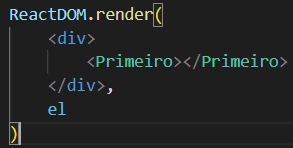 ReactDOM.render(
    <div>
        <Primeiro></Primeiro>
    </div>,
    el
)